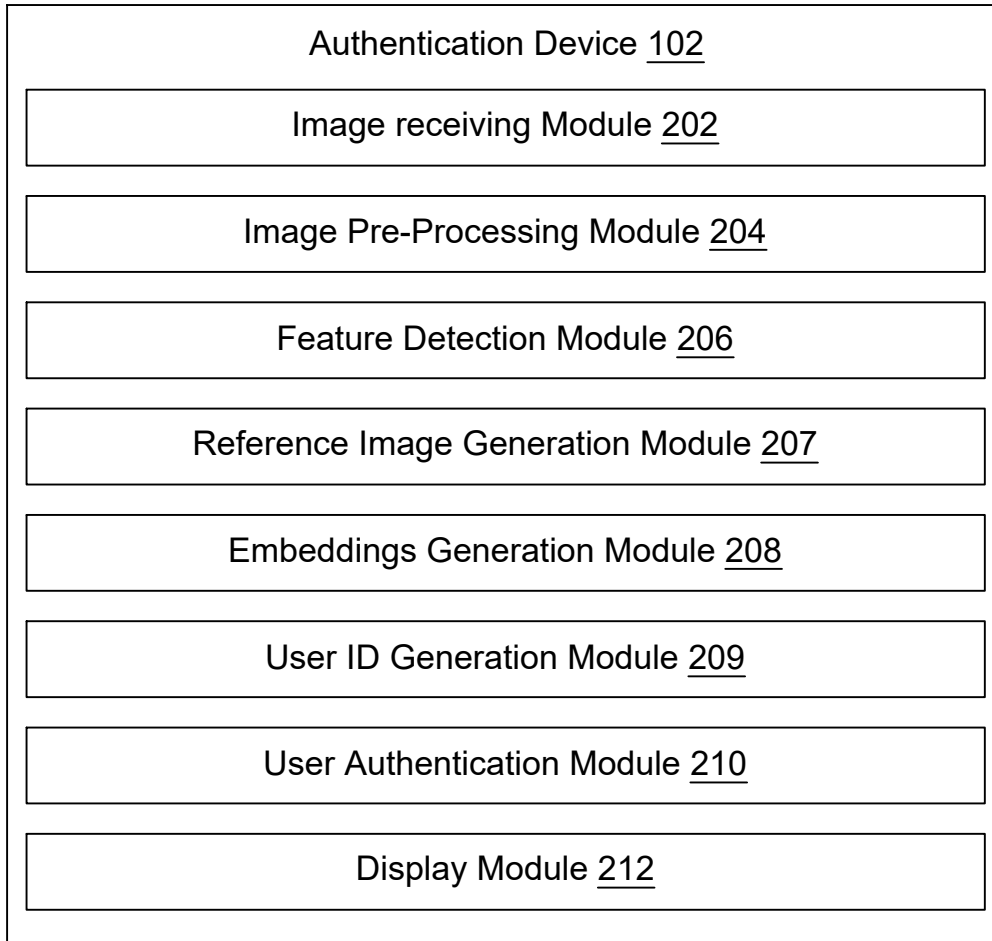 Authentication Device 102
Image receiving Module 202
Image Pre-Processing Module 204
Feature Detection Module 206
Reference Image Generation Module 207
Embeddings Generation Module 208
User ID Generation Module 209
User Authentication Module 210
Display Module 212